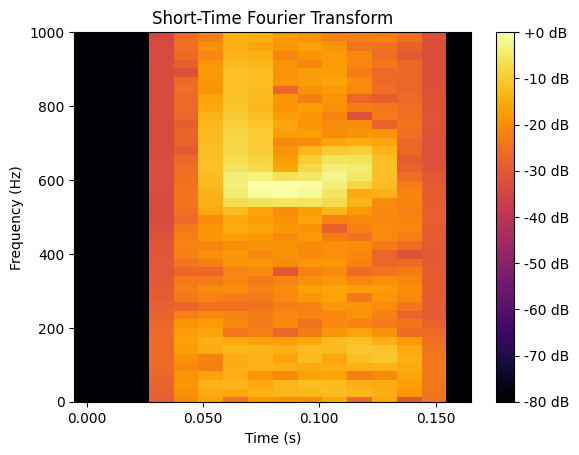 Short-Time Fourier Transform
1000
800
600
400
200
0
Frequency (Hz)
0.000
0.050
0.100
0.150
Time (s)
+0 dB
-10 dB
-20 dB
-30 dB
-40 dB
-50 dB
-60 dB
-70 dB
-80 dB